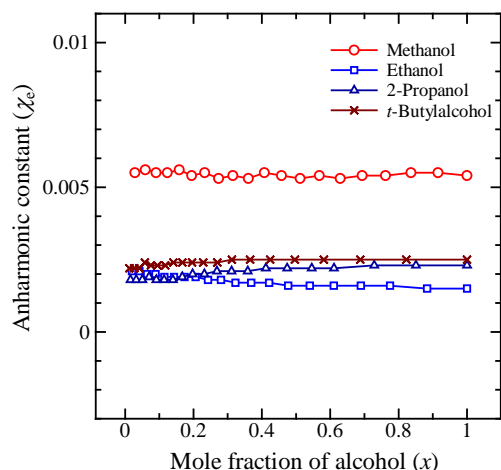 0.01
Methanol
Ethanol
2-Propanol
t-Butylalcohol
0.005
0
Anharmonic constant (χe)
0 0.2 0.4 0.6 0.8 1
Mole fraction of alcohol (x)